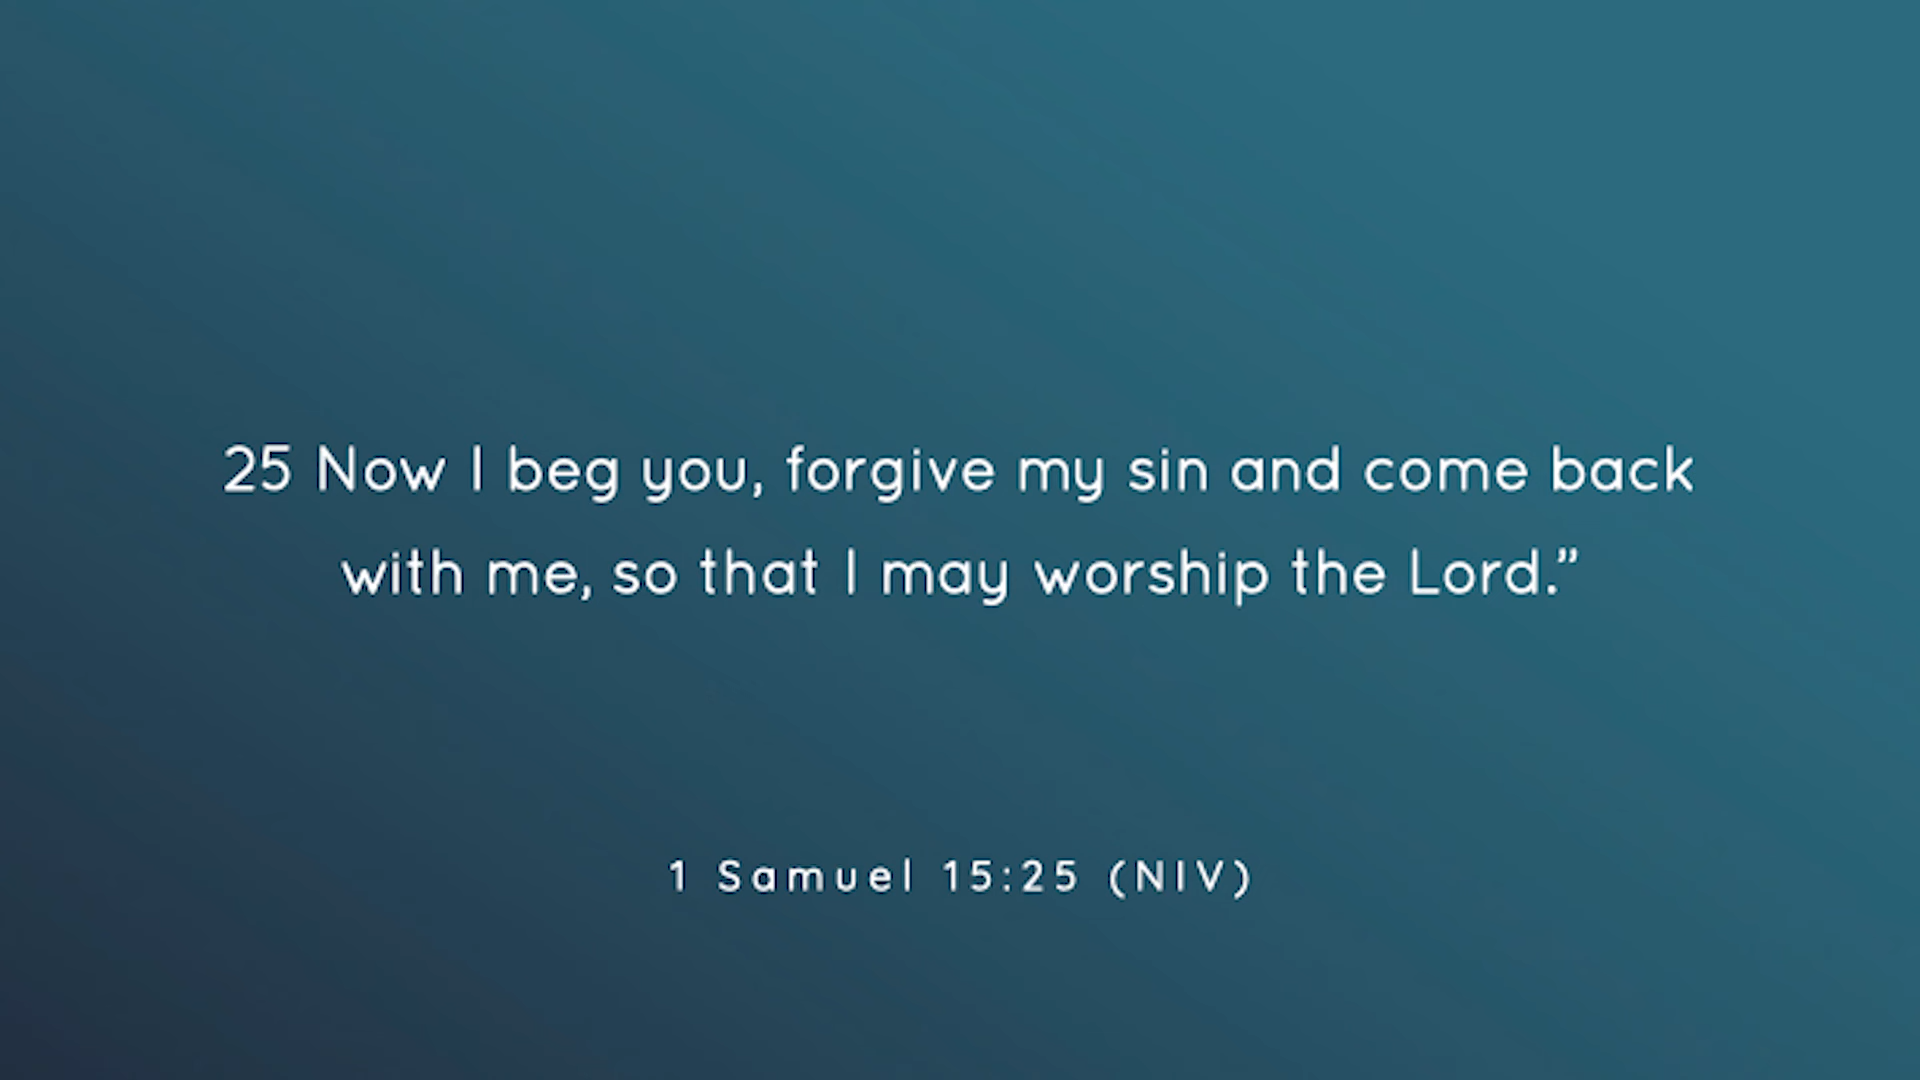 25 Now I beg you, forgive my sin and come back
with me, so that I may worship the Lord.”
1 Samuel 15:25 (NIV)